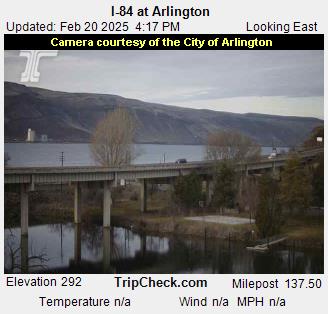 I-84 at Arlington
Updated: Feb 20 2025 4:17 PM Looking East
Camera courtesy of the City of Arlington
Elevation 292 TripCheck.com Milepost 137.50
Temperature n/a Wind n/a MPH n/a